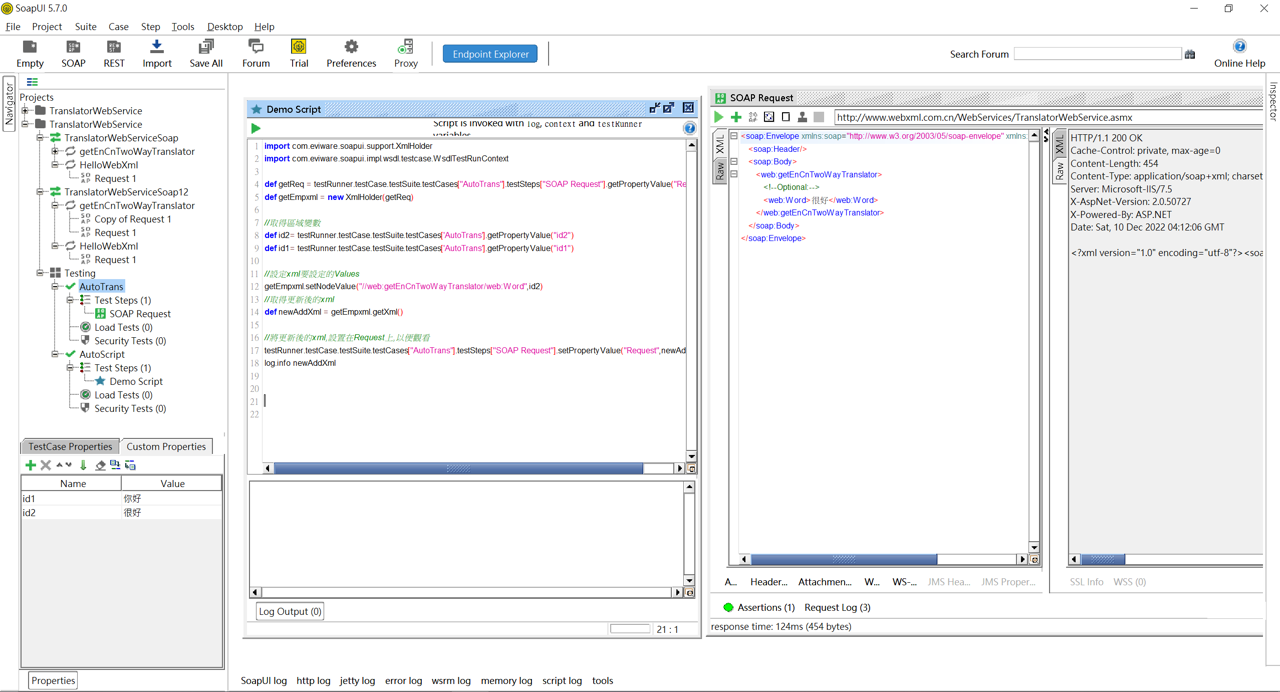 SoapUI 5.7.0
File Project Suite Case Step Tools Desktop Help
Empty SOAP REST Import Save All Forum Trial Preferences Proxy Endpoint Explorer Search Forum Online Help
Navigator
Projects
TranslatorWebService
TranslatorWebService
TranslatorWebServiceSoap
getEnCnTwoWayTranslator
HelloWebXml
SOAP Request 1
TranslatorWebServiceSoap12
getEnCnTwoWayTranslator
SOAP Copy of Request 1
SOAP Request 1
HelloWebXml
SOAP Request 1
Testing
AutoTrans
Test Steps (1)
SOAP Request
Load Tests (0)
Security Tests (0)
AutoScript
Test Steps (1)
Demo Script
Load Tests (0)
Security Tests (0)
TestCase Properties Custom Properties
Name Value
id1 你好
id2 很好
Properties
Demo Script
Script is invoked with log, context and testRunner
variables
1 import com.eviware.soapui.support.XmlHolder
2 import com.eviware.soapui.impl.wsdl.testcase.WsdlTestRunContext
3
4 def getReq = testRunner.testCase.testSuite.testCases["AutoTrans"].testSteps["SOAP Request"].getPropertyValue("Re
5 def getEmpxml = new XmlHolder(getReq)
6
7 //取得區域變數
8 def id2= testRunner.testCase.testSuite.testCases['AutoTrans'].getPropertyValue("id2")
9 def id1= testRunner.testCase.testSuite.testCases['AutoTrans'].getPropertyValue("id1")
10
11 //設定xml要設定的Values
12 getEmpxml.setNodeValue("//web:getEnCnTwoWayTranslator/web:Word",id2)
13 //取得更新後的xml
14 def newAddXml = getEmpxml.getXml()
15
16 //將更新後的xml,設置在Request上,以便觀看
17 testRunner.testCase.testSuite.testCases["AutoTrans"].testSteps["SOAP Request"].setPropertyValue("Request",newAd
18 log.info newAddXml
19
20
21
22
Log Output (0)
21 : 1
SOAP Request
http://www.webxml.com.cn/WebServices/TranslatorWebService.asmx
XML
Raw
<soap:Envelope xmlns:soap="http://www.w3.org/2003/05/soap-envelope" xmlns:
<soap:Header/>
<soap:Body>
<web:getEnCnTwoWayTranslator>
<!--Optional:-->
<web:Word>很好</web:Word>
</web:getEnCnTwoWayTranslator>
</soap:Body>
</soap:Envelope>
A... Header... Attachmen... W... WS-... JMS Hea... JMS Proper...
XML
Raw
HTTP/1.1 200 OK
Cache-Control: private, max-age=0
Content-Length: 454
Content-Type: application/soap+xml; charset
Server: Microsoft-IIS/7.5
X-AspNet-Version: 2.0.50727
X-Powered-By: ASP.NET
Date: Sat, 10 Dec 2022 04:12:06 GMT
<?xml version="1.0" encoding="utf-8"?><soa
SSL Info WSS (0)
Assertions (1) Request Log (3)
response time: 124ms (454 bytes)
Inspector
SoapUI log http log jetty log error log wsrm log memory log script log tools